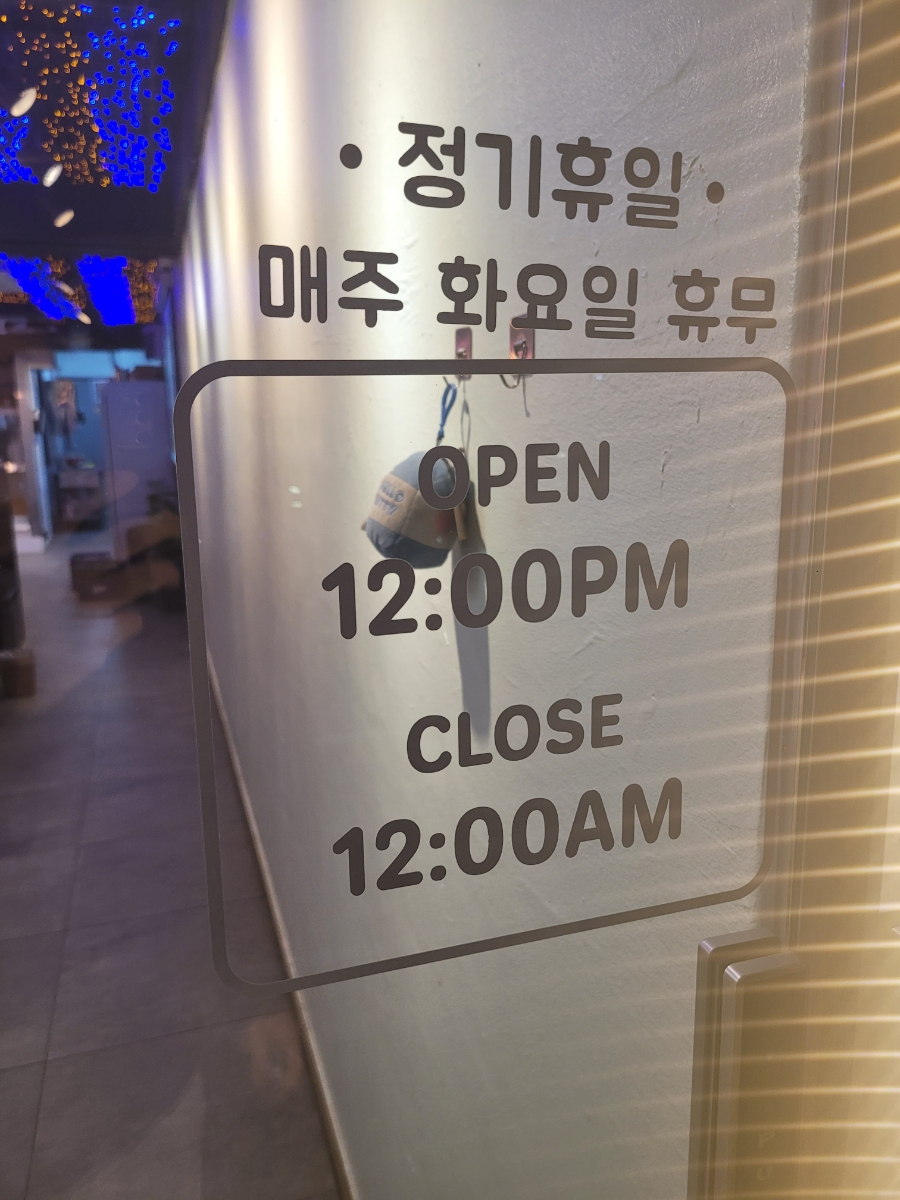 • 정기휴일 •
매주 화요일 휴무
OPEN
12:00PM
CLOSE
12:00AM